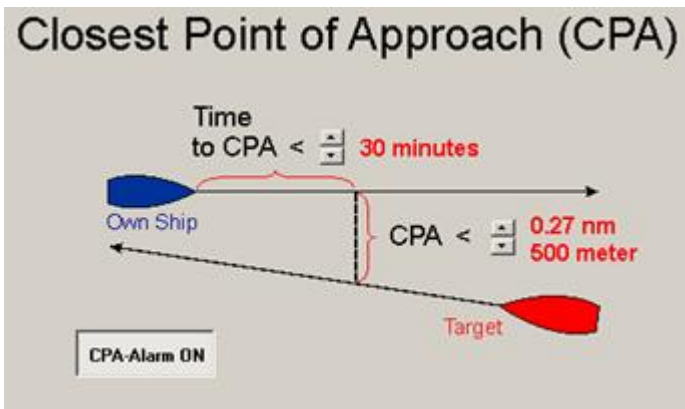 Closest Point of Approach (CPA)
Time
to CPA < 30 minutes
Own Ship
CPA < 0.27 nm
500 meter
Target
CPA-Alarm ON